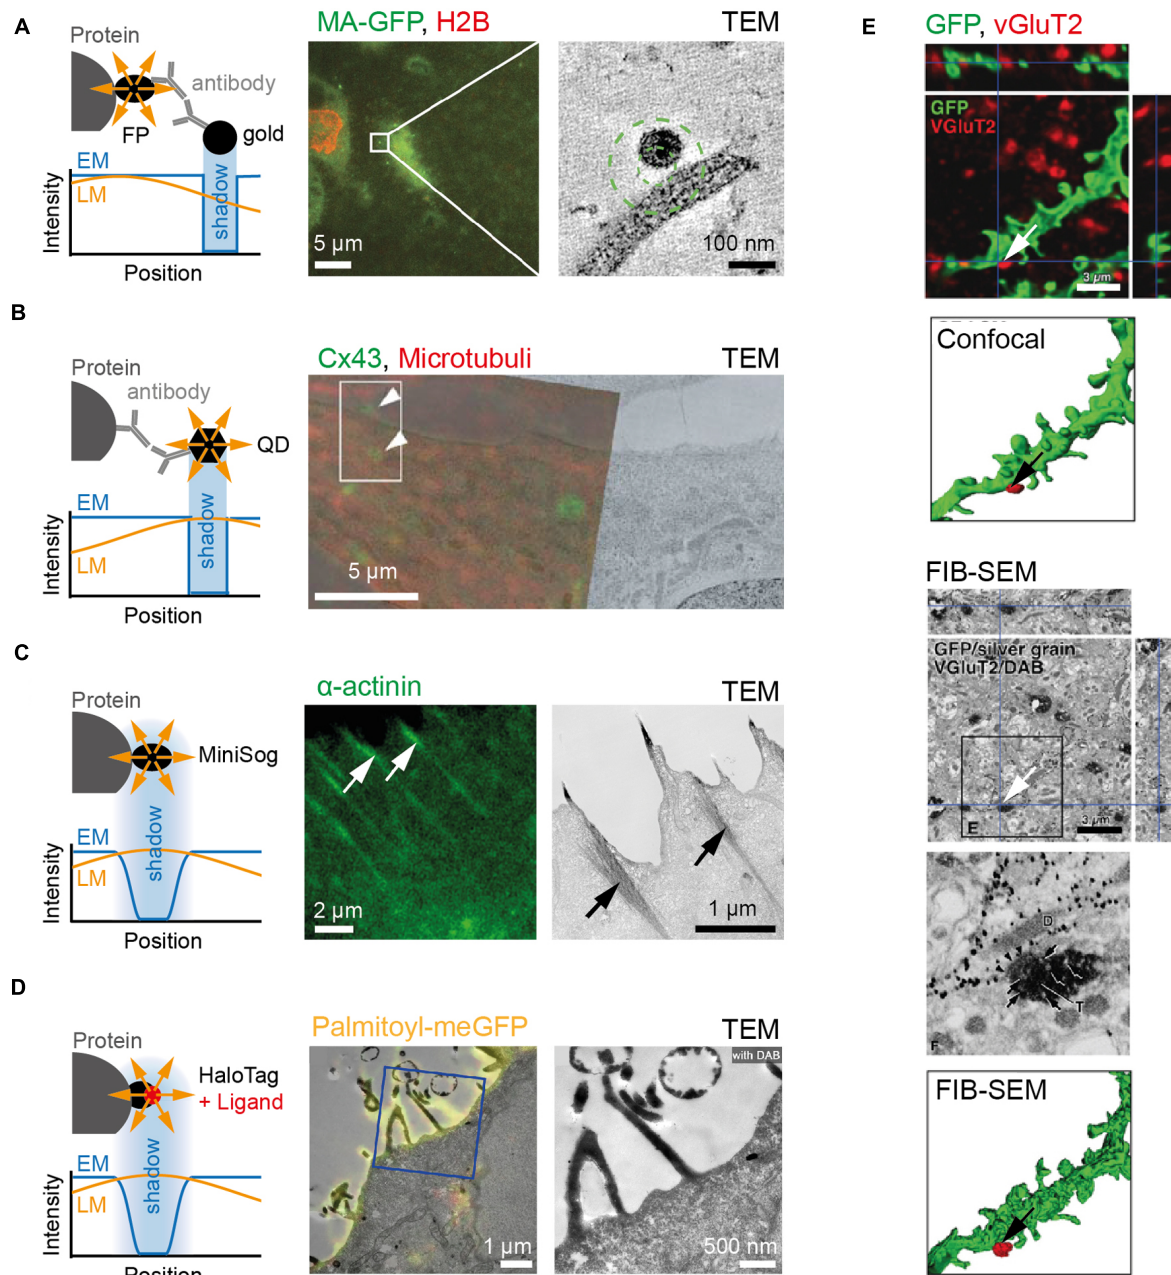 A
Protein
antibody
FP
gold
EM
LM
shadow
Intensity
Position
MA-GFP, H2B
TEM
5 µm
100 nm
B
Protein
antibody
QD
EM
LM
shadow
Intensity
Position
Cx43, Microtubuli
TEM
5 µm
C
Protein
MiniSog
EM
LM
shadow
Intensity
Position
α-actinin
TEM
2 µm
1 µm
D
Protein
HaloTag
+ Ligand
EM
LM
shadow
Intensity
Position
Palmitoyl-meGFP
TEM
with DAB
1 µm
500 nm
E
GFP, vGluT2
GFP
VGluT2
3 µm
Confocal
FIB-SEM
GFP/silver grain
VGluT2/DAB
E
3 µm
D
T
F
FIB-SEM